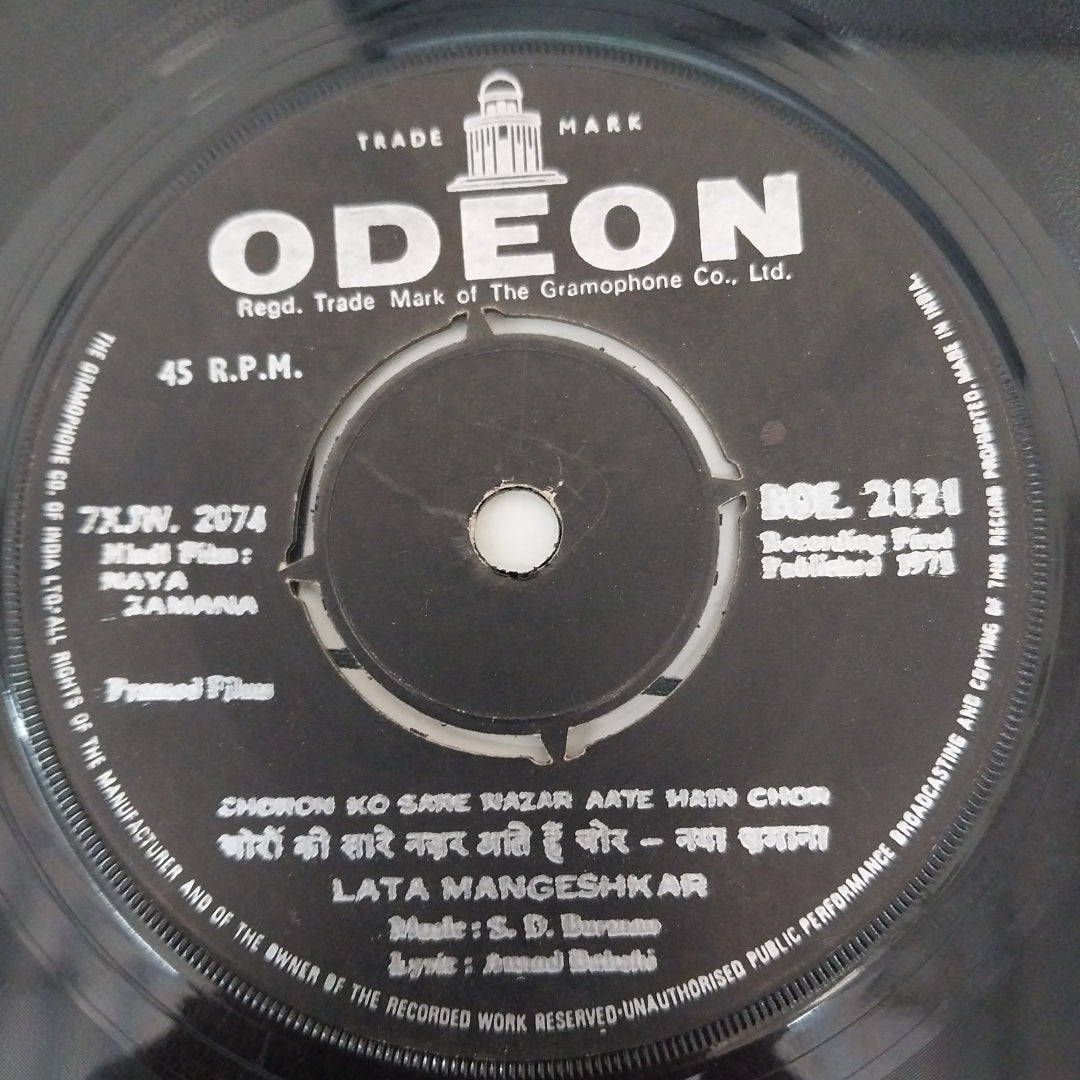 TRADE MARK
ODEON
Regd. Trade Mark of The Gramophone Co., Ltd.
45 R.P.M.
7XJW. 2074
Hindi Film:
NAYA
ZAMANA
Pramod Films
BOE. 2121
Recording First
Published 1971
CHORON KO SARE NAZAR AATE HAIN CHOR
चोरों को सारे नज़र आते हैं चोर – नया ज़माना
LATA MANGESHKAR
Music: S. D. Burman
Lyric: Anand Bakshi
THE GRAMOPHONE CO. OF INDIA LTD·ALL RIGHTS OF THE MANUFACTURER AND OF THE OWNER OF THE RECORDED WORK RESERVED·UNAUTHORISED PUBLIC PERFORMANCE BROADCASTING AND COPYING OF THIS RECORD PROHIBITED. MADE IN INDIA.